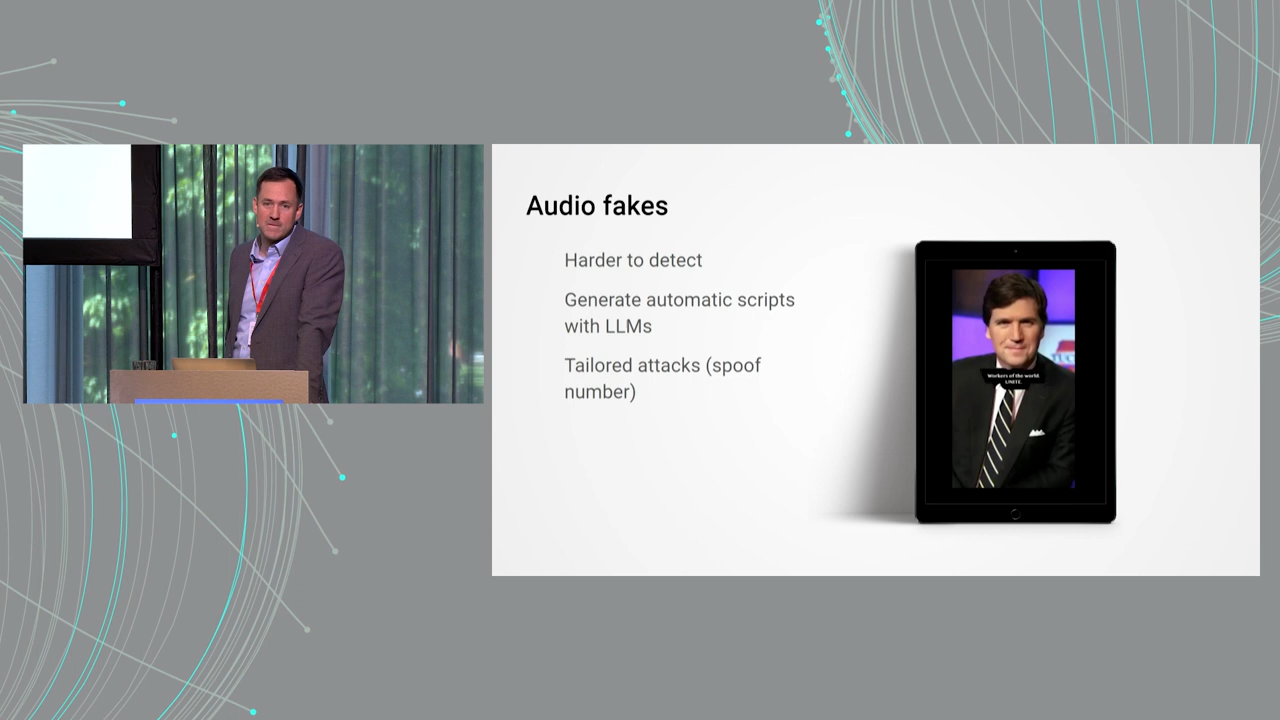 Audio fakes
Harder to detect
Generate automatic scripts
with LLMs
Tailored attacks (spoof
number)
Workers of the world.
UNITE.